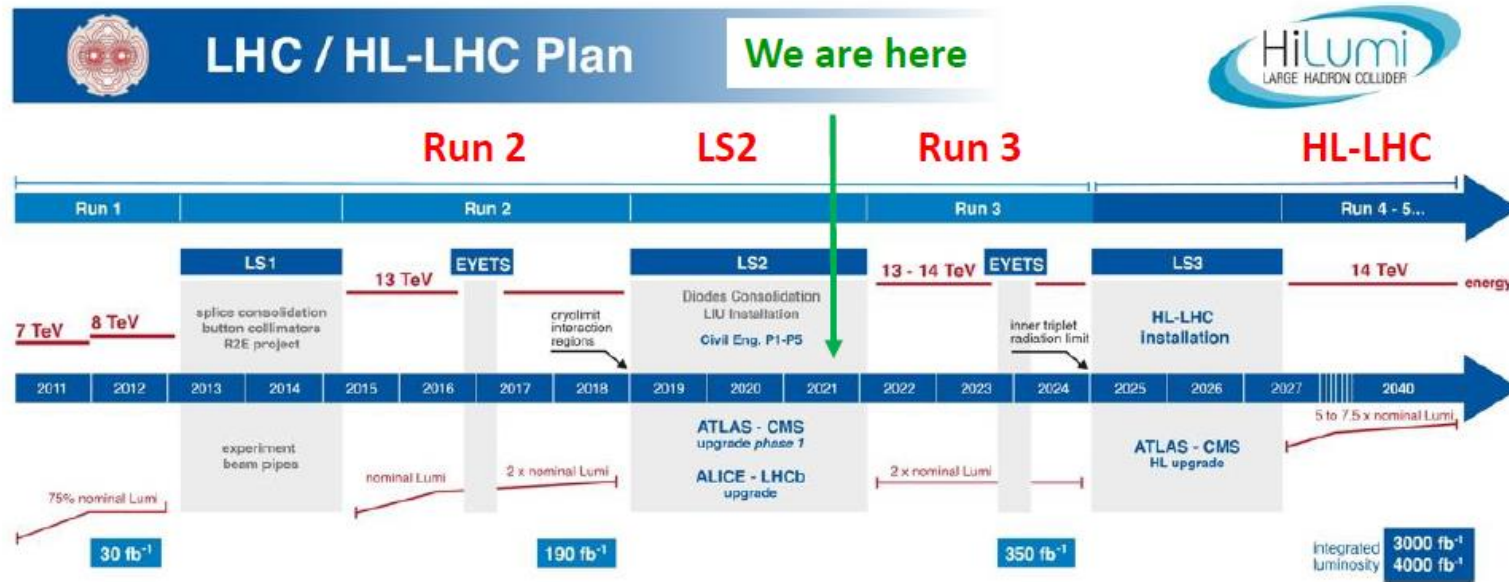 LHC / HL-LHC Plan
We are here
HiLumi
LARGE HADRON COLLIDER
Run 2
LS2
Run 3
HL-LHC
Run 1
Run 2
Run 3
Run 4 - 5...
LS1
EYETS
LS2
EYETS
LS3
7 TeV
8 TeV
13 TeV
13 - 14 TeV
14 TeV
energy
splice consolidation
button collimators
R2E project
cryolimit
interaction
regions
Diodes Consolidation
LIU Installation
Civil Eng. P1-P5
inner triplet
radiation limit
HL-LHC
installation
2011 2012 2013 2014 2015 2016 2017 2018 2019 2020 2021 2022 2023 2024 2025 2026 2027 2040
75% nominal Lumi
experiment
beam pipes
nominal Lumi
2 x nominal Lumi
ATLAS - CMS
upgrade phase 1
ALICE - LHCb
upgrade
2 x nominal Lumi
ATLAS - CMS
HL upgrade
5 to 7.5 x nominal Lumi
30 fb⁻¹
190 fb⁻¹
350 fb⁻¹
integrated
luminosity
3000 fb⁻¹
4000 fb⁻¹